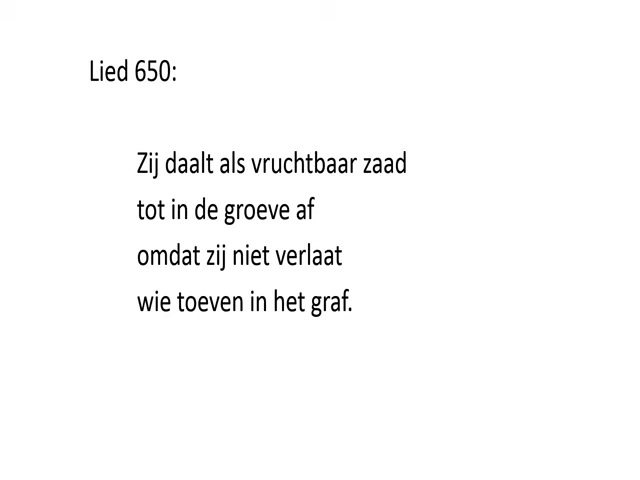 Lied 650:
Zij daalt als vruchtbaar zaad
tot in de groeve af
omdat zij niet verlaat
wie toeven in het graf.